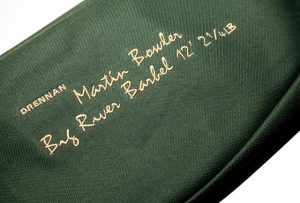 DRENNAN
Martin Bowler
Big River Barbel 12' 2¼LB